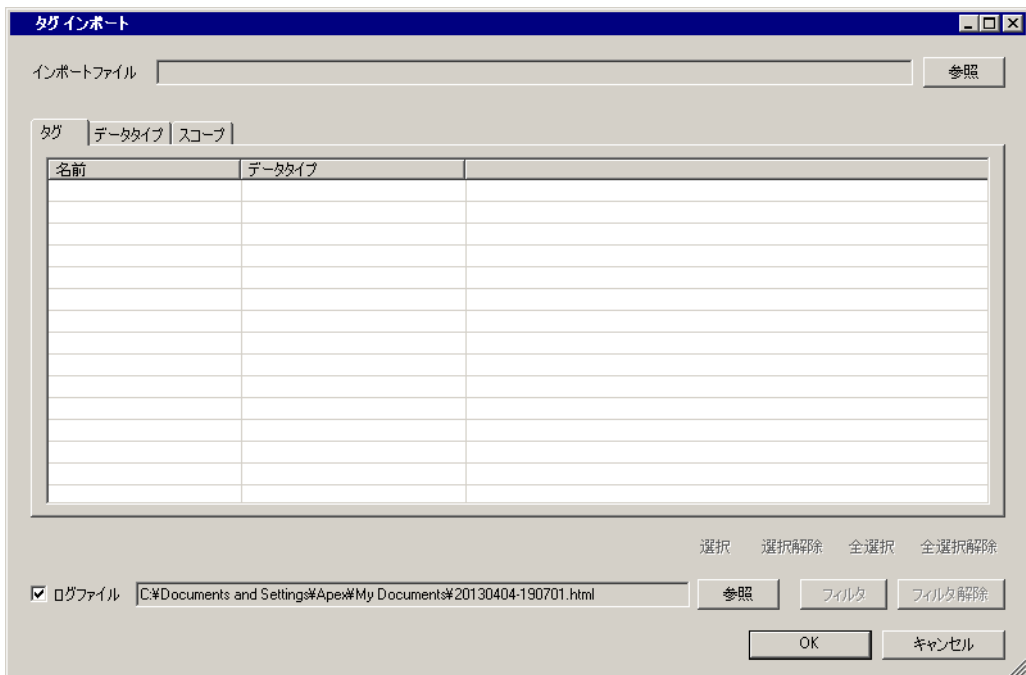 タグ インポート
インポートファイル 参照
タグ データタイプ スコープ
名前 データタイプ
選択 選択解除 全選択 全選択解除
ログファイル C:¥Documents and Settings¥Apex¥My Documents¥20130404-190701.html 参照 フィルタ フィルタ解除
OK キャンセル